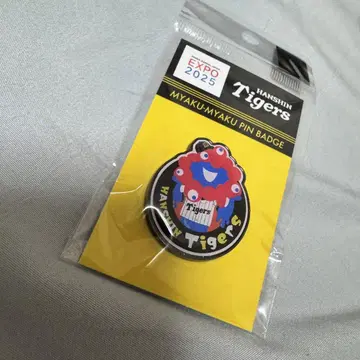 EXPO
2025
HANSHIN
Tigers
MYAKU-MYAKU PIN BADGE
Tigers
HANSHIN Tigers